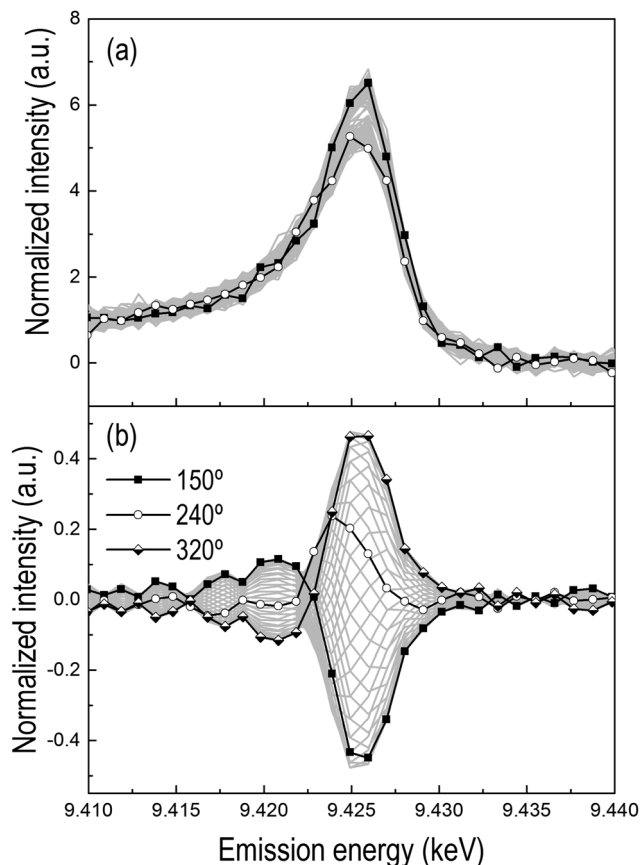 (a)
Normalized intensity (a.u.)
8
6
4
2
0
(b)
Normalized intensity (a.u.)
0.4
0.2
0.0
-0.2
-0.4
150º
240º
320º
9.410 9.415 9.420 9.425 9.430 9.435 9.440
Emission energy (keV)